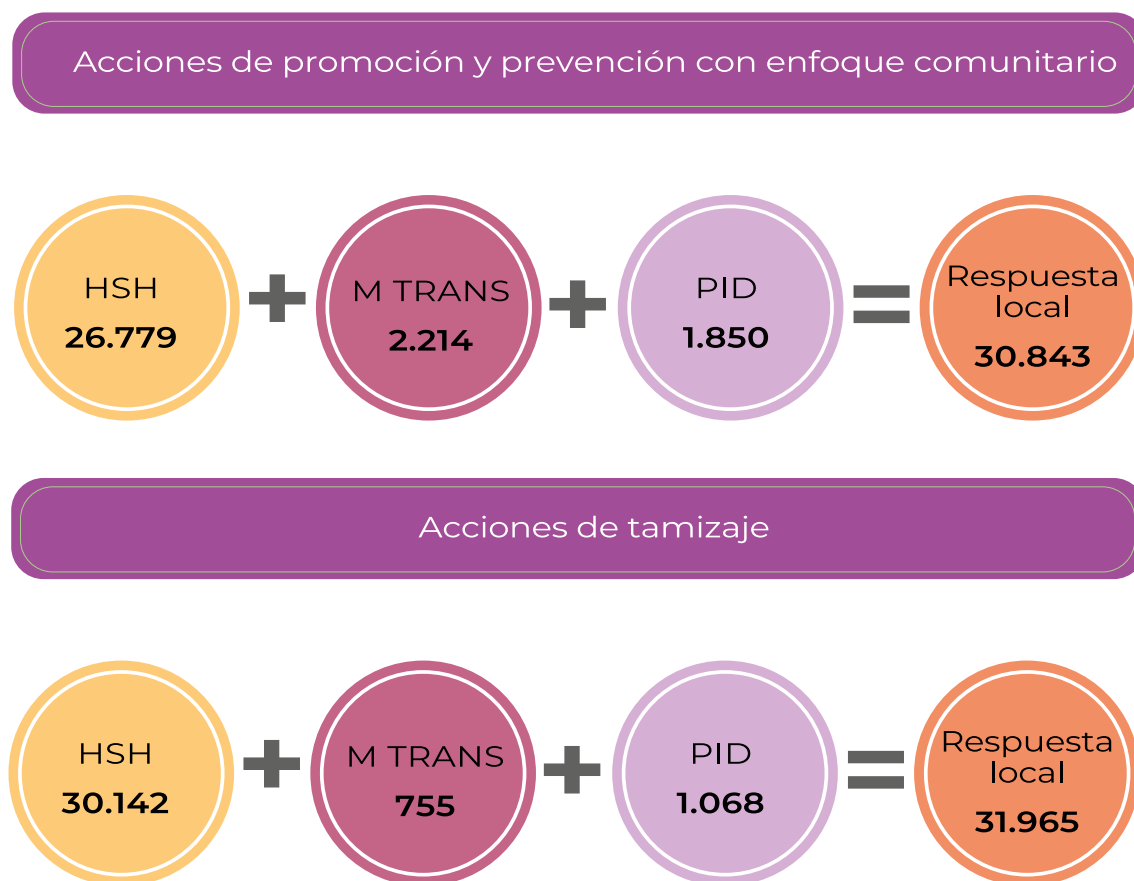 Acciones de promoción y prevención con enfoque comunitario
HSH
26.779
M TRANS
2.214
PID
1.850
Respuesta
local
30.843
Acciones de tamizaje
HSH
30.142
M TRANS
755
PID
1.068
Respuesta
local
31.965